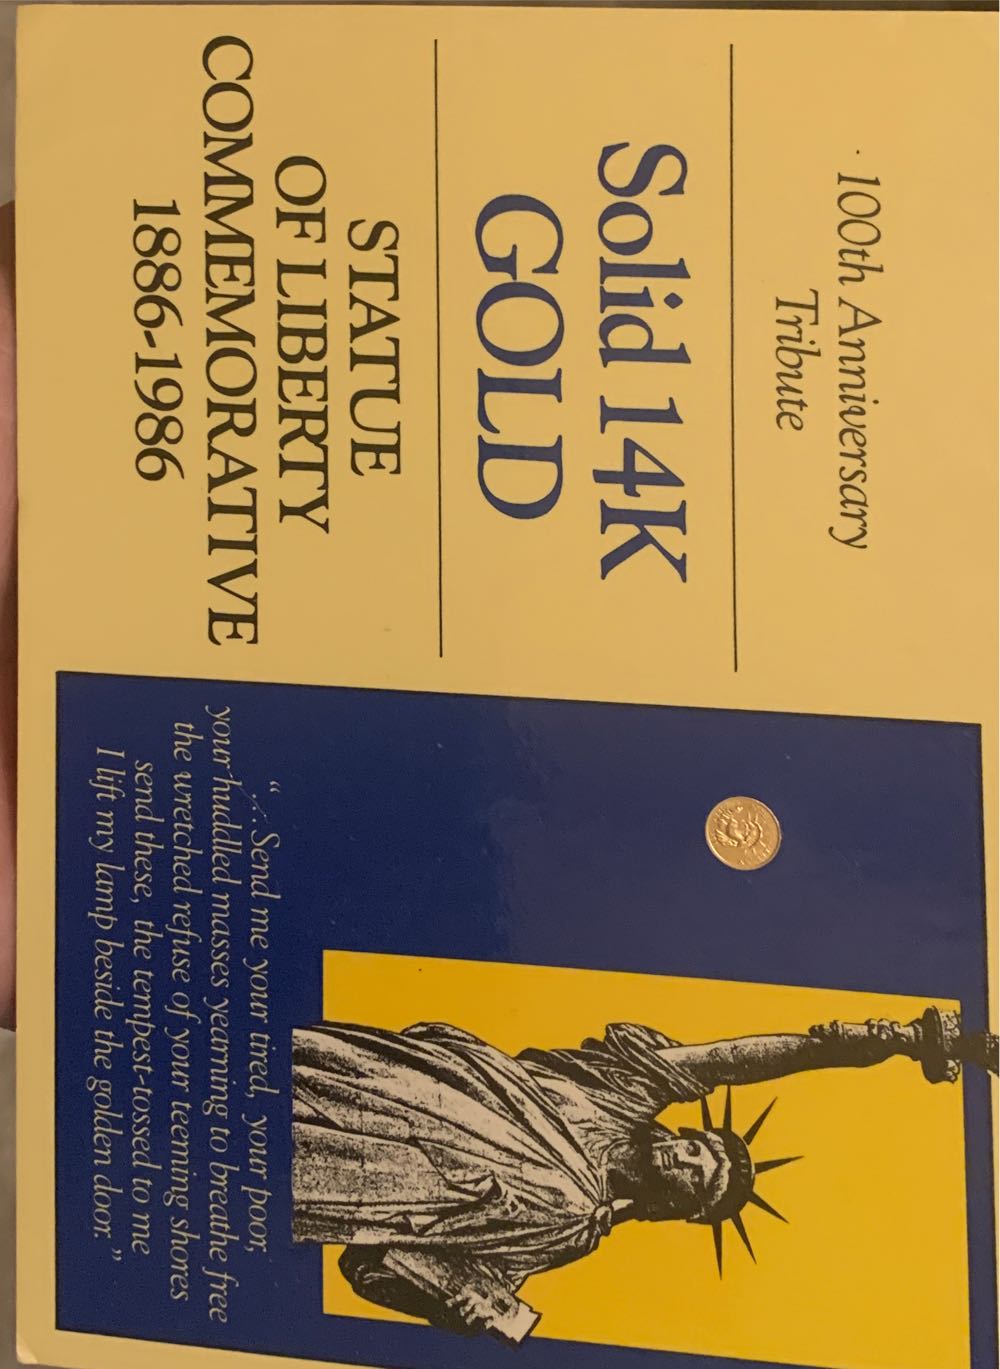 100th Anniversary
Tribute
Solid 14K
GOLD
STATUE
OF LIBERTY
COMMEMORATIVE
1886-1986
"... Send me your tired, your poor,
your huddled masses yearning to breathe free
the wretched refuse of your teeming shores
send these, the tempest-tossed to me
I lift my lamp beside the golden door."